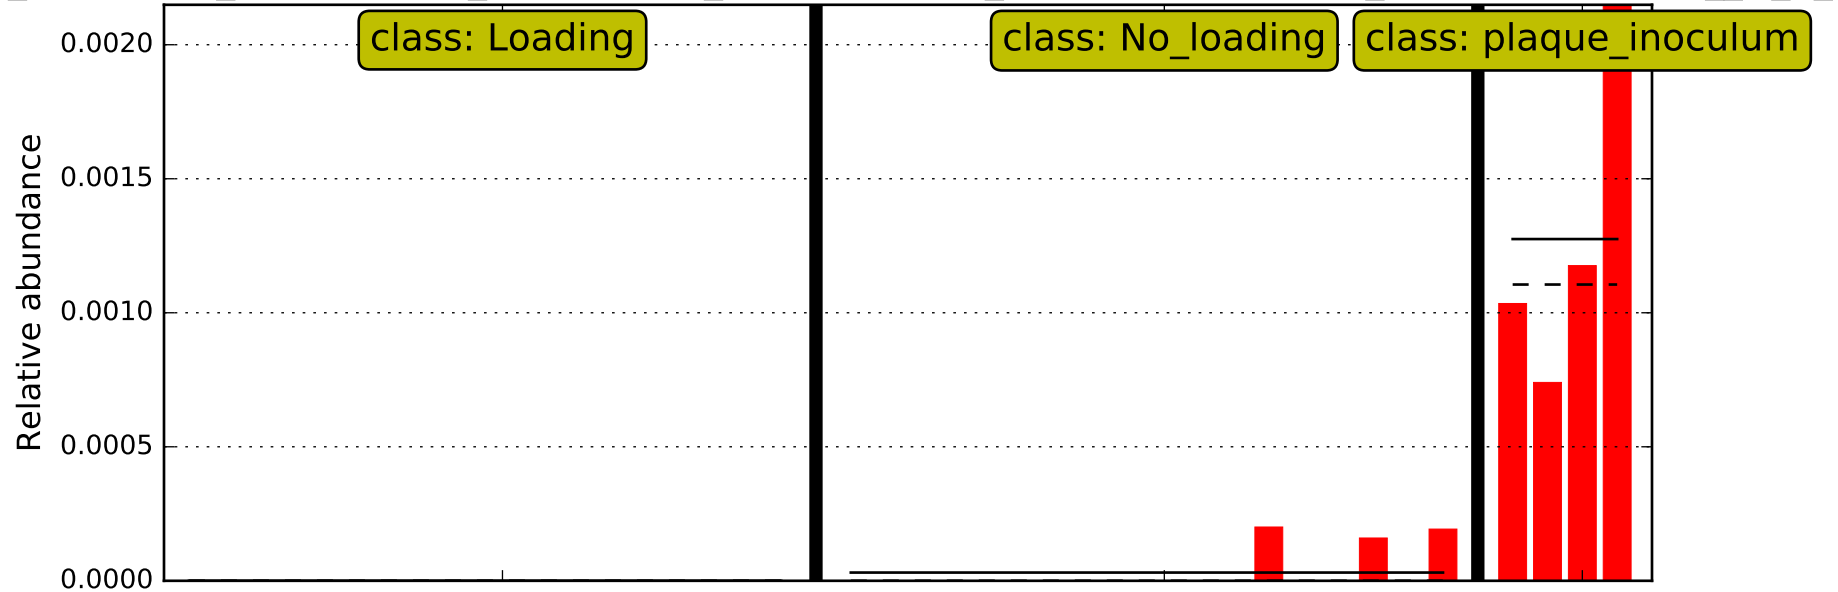 class: Loading
class: No_loading
class: plaque_inoculum
0.0020
0.0015
0.0010
0.0005
0.0000
Relative abundance